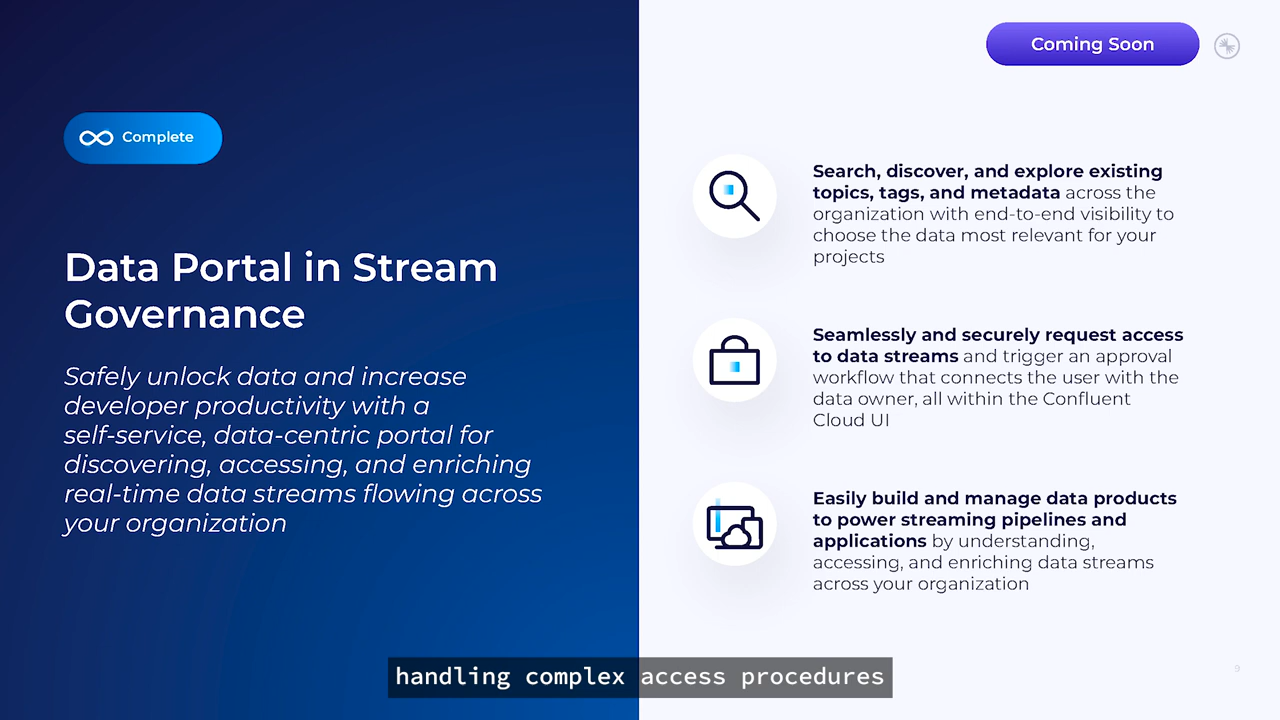 Coming Soon
Complete
Data Portal in Stream
Governance
Safely unlock data and increase
developer productivity with a
self-service, data-centric portal for
discovering, accessing, and enriching
real-time data streams flowing across
your organization
Search, discover, and explore existing
topics, tags, and metadata across the
organization with end-to-end visibility to
choose the data most relevant for your
projects
Seamlessly and securely request access
to data streams and trigger an approval
workflow that connects the user with the
data owner, all within the Confluent
Cloud UI
Easily build and manage data products
to power streaming pipelines and
applications by understanding,
accessing, and enriching data streams
across your organization
handling complex access procedures
9